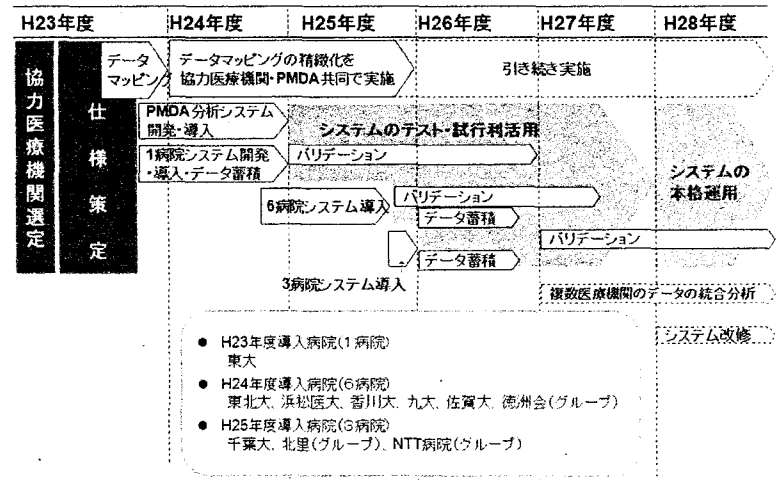 H23年度 H24年度 H25年度 H26年度 H27年度 H28年度
協力医療機関選定
仕様策定
データ
マッピング
データマッピングの精緻化を
協力医療機関・PMDA共同で実施
引き続き実施
PMDA分析システム
開発・導入
システムのテスト・試行利活用
1病院システム開発
・導入・データ蓄積
バリデーション
システムの
本格運用
6病院システム導入
バリデーション
データ蓄積
バリデーション
データ蓄積
3病院システム導入
複数医療機関のデータの統合分析
システム改修
● H23年度導入病院(1病院)
東大
● H24年度導入病院(6病院)
東北大、浜松医大、香川大、九大、佐賀大、徳洲会(グループ)
● H25年度導入病院(3病院)
千葉大、北里(グループ)、NTT病院(グループ)